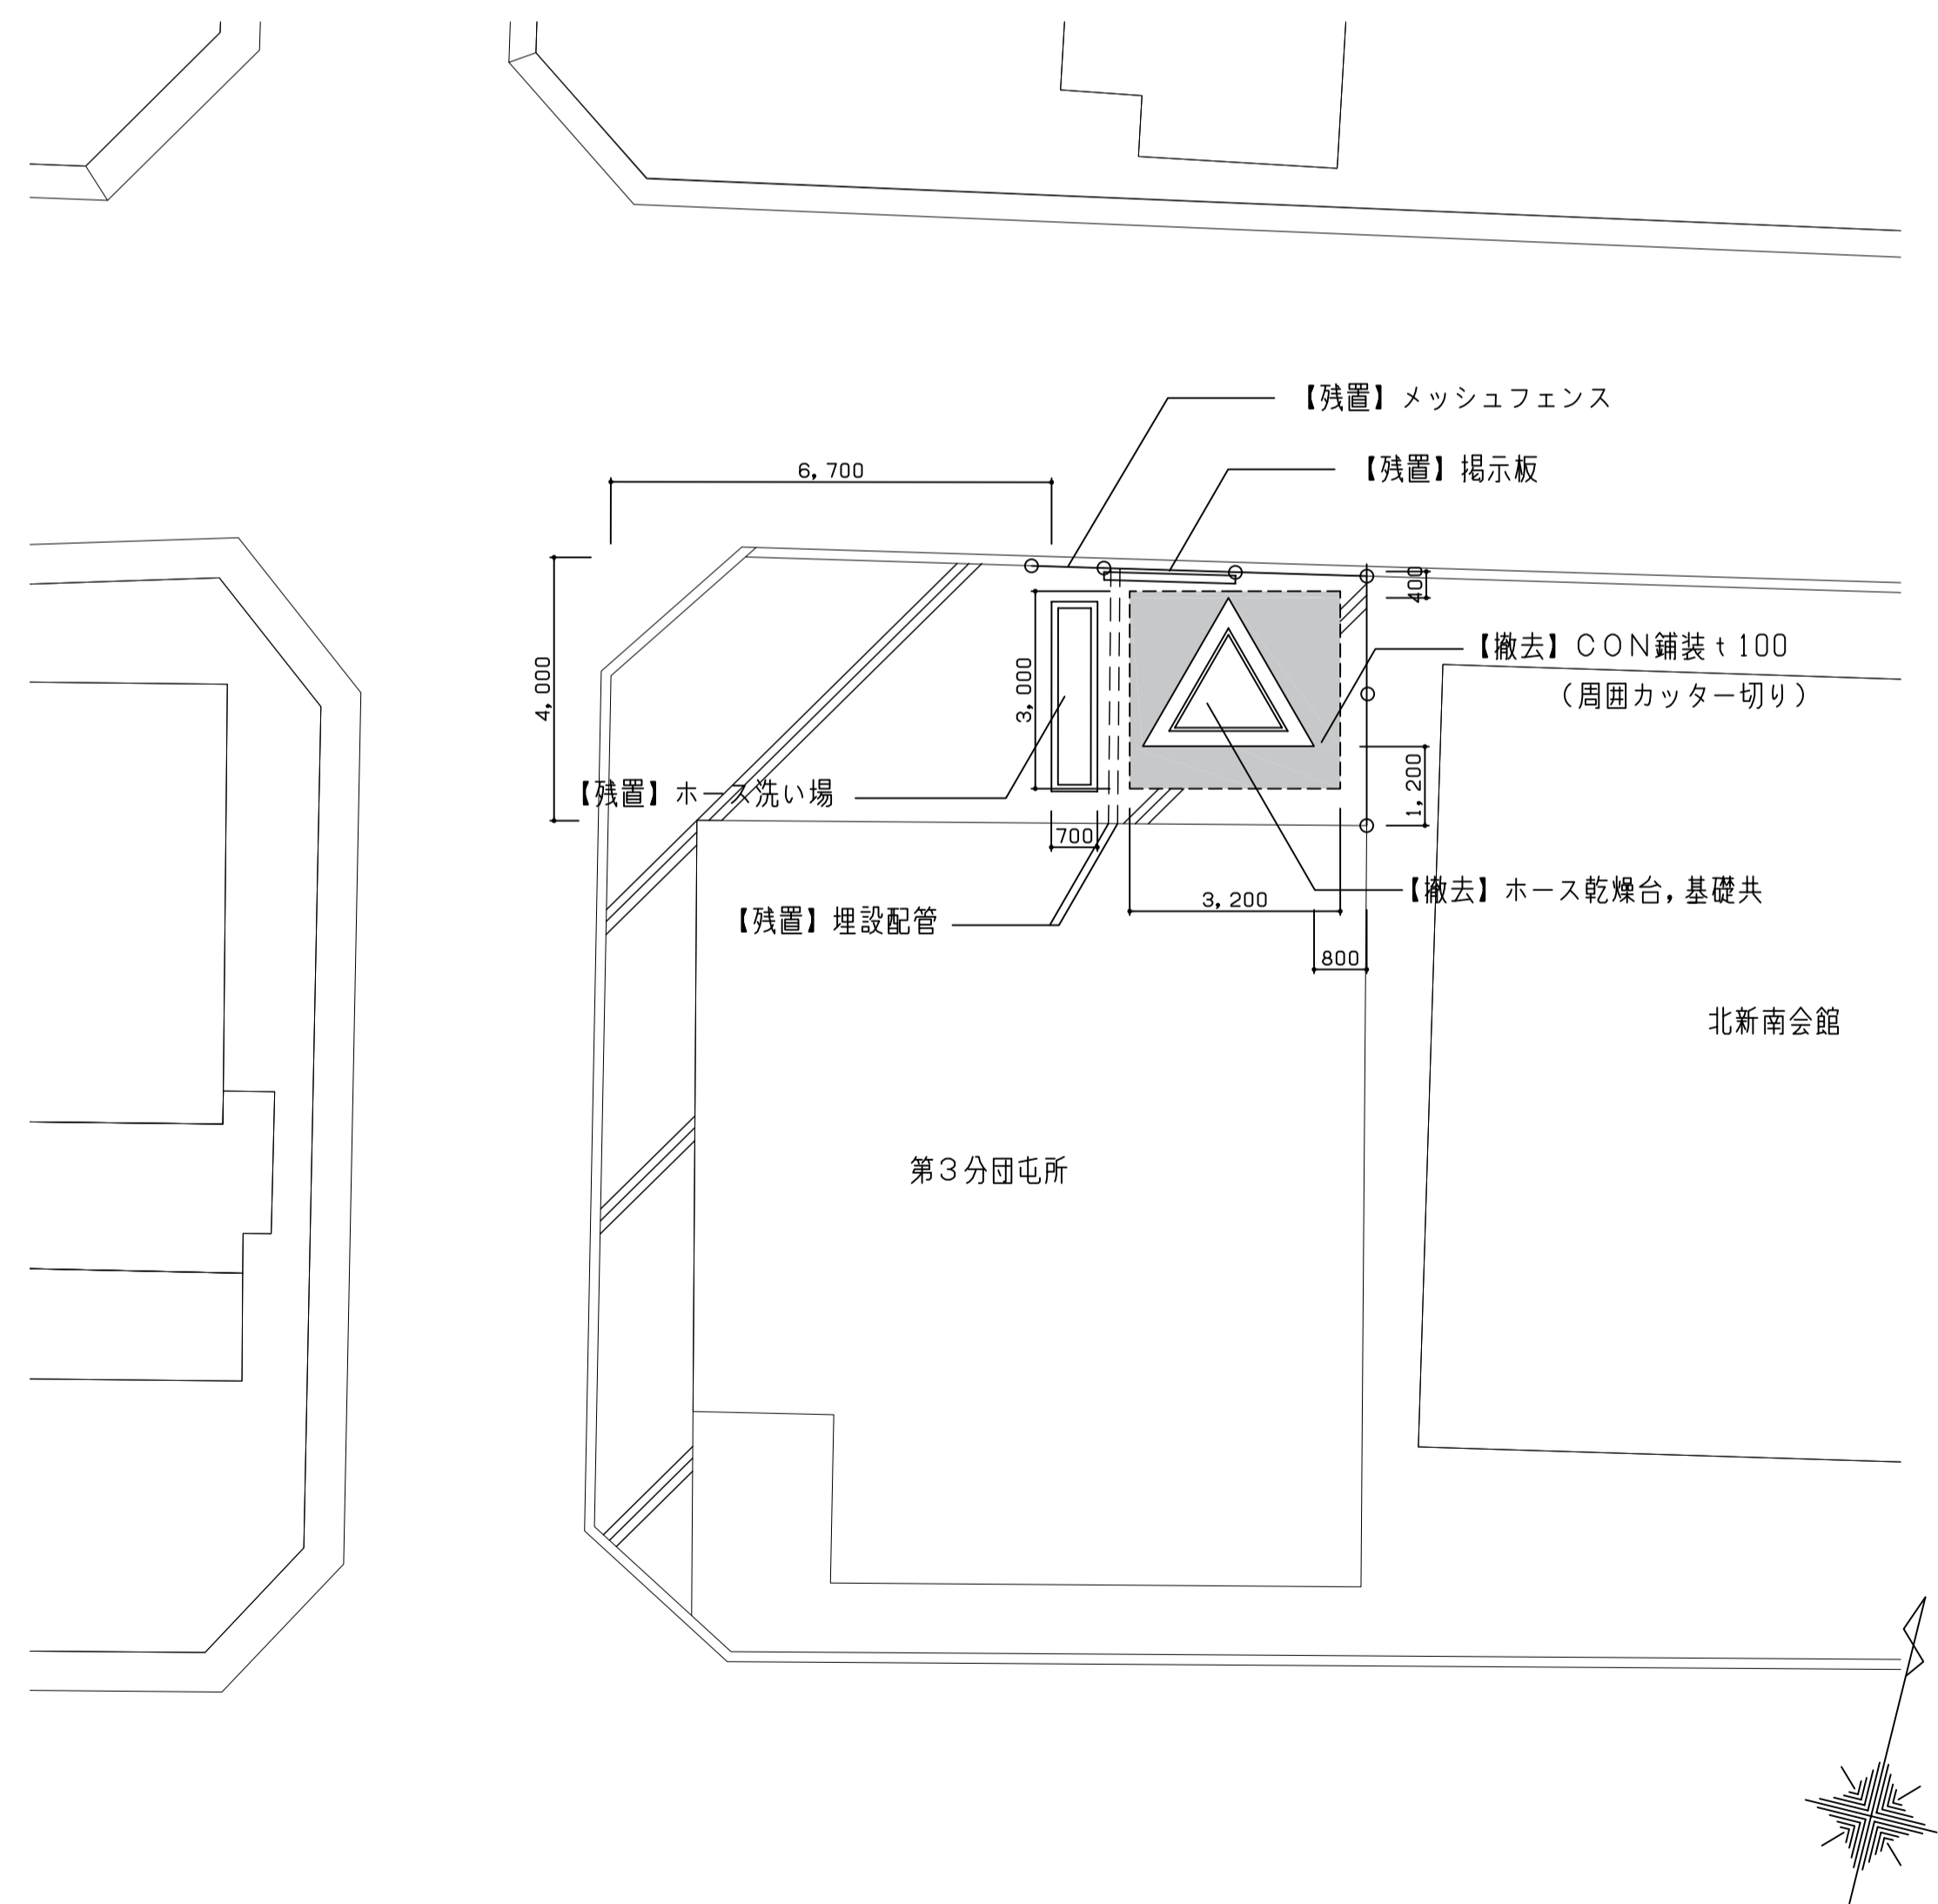 【残置】メッシュフェンス
【残置】掲示板
6,700
400
【撤去】ＣＯＮ鋪装ｔ100
（周囲カッター切り）
4,000
3,000
1,200
【残置】ホース洗い場
700
【撤去】ホース乾燥台,基礎共
3,200
【残置】埋設配管
800
北新南会館
第３分団屯所